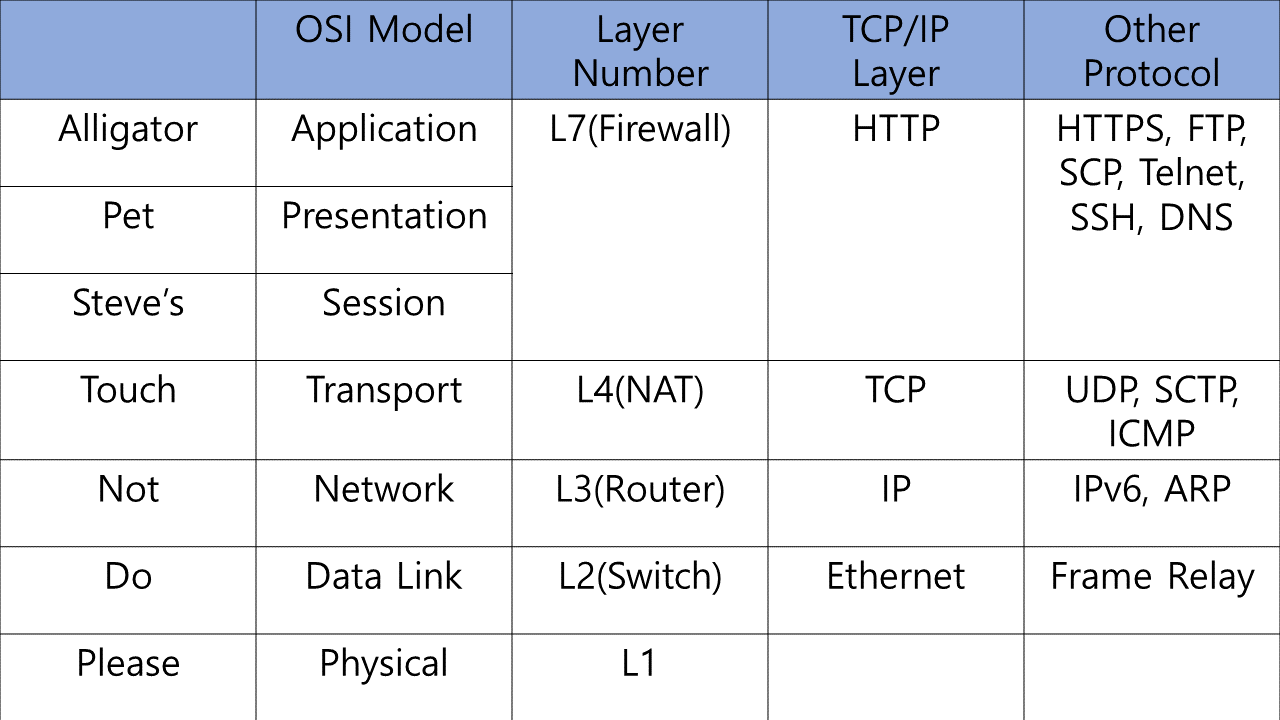 OSI Model
Layer
Number
TCP/IP
Layer
Other
Protocol
Alligator
Application
L7(Firewall)
HTTP
HTTPS, FTP,
SCP, Telnet,
SSH, DNS
Pet
Presentation
Steve’s
Session
Touch
Transport
L4(NAT)
TCP
UDP, SCTP,
ICMP
Not
Network
L3(Router)
IP
IPv6, ARP
Do
Data Link
L2(Switch)
Ethernet
Frame Relay
Please
Physical
L1